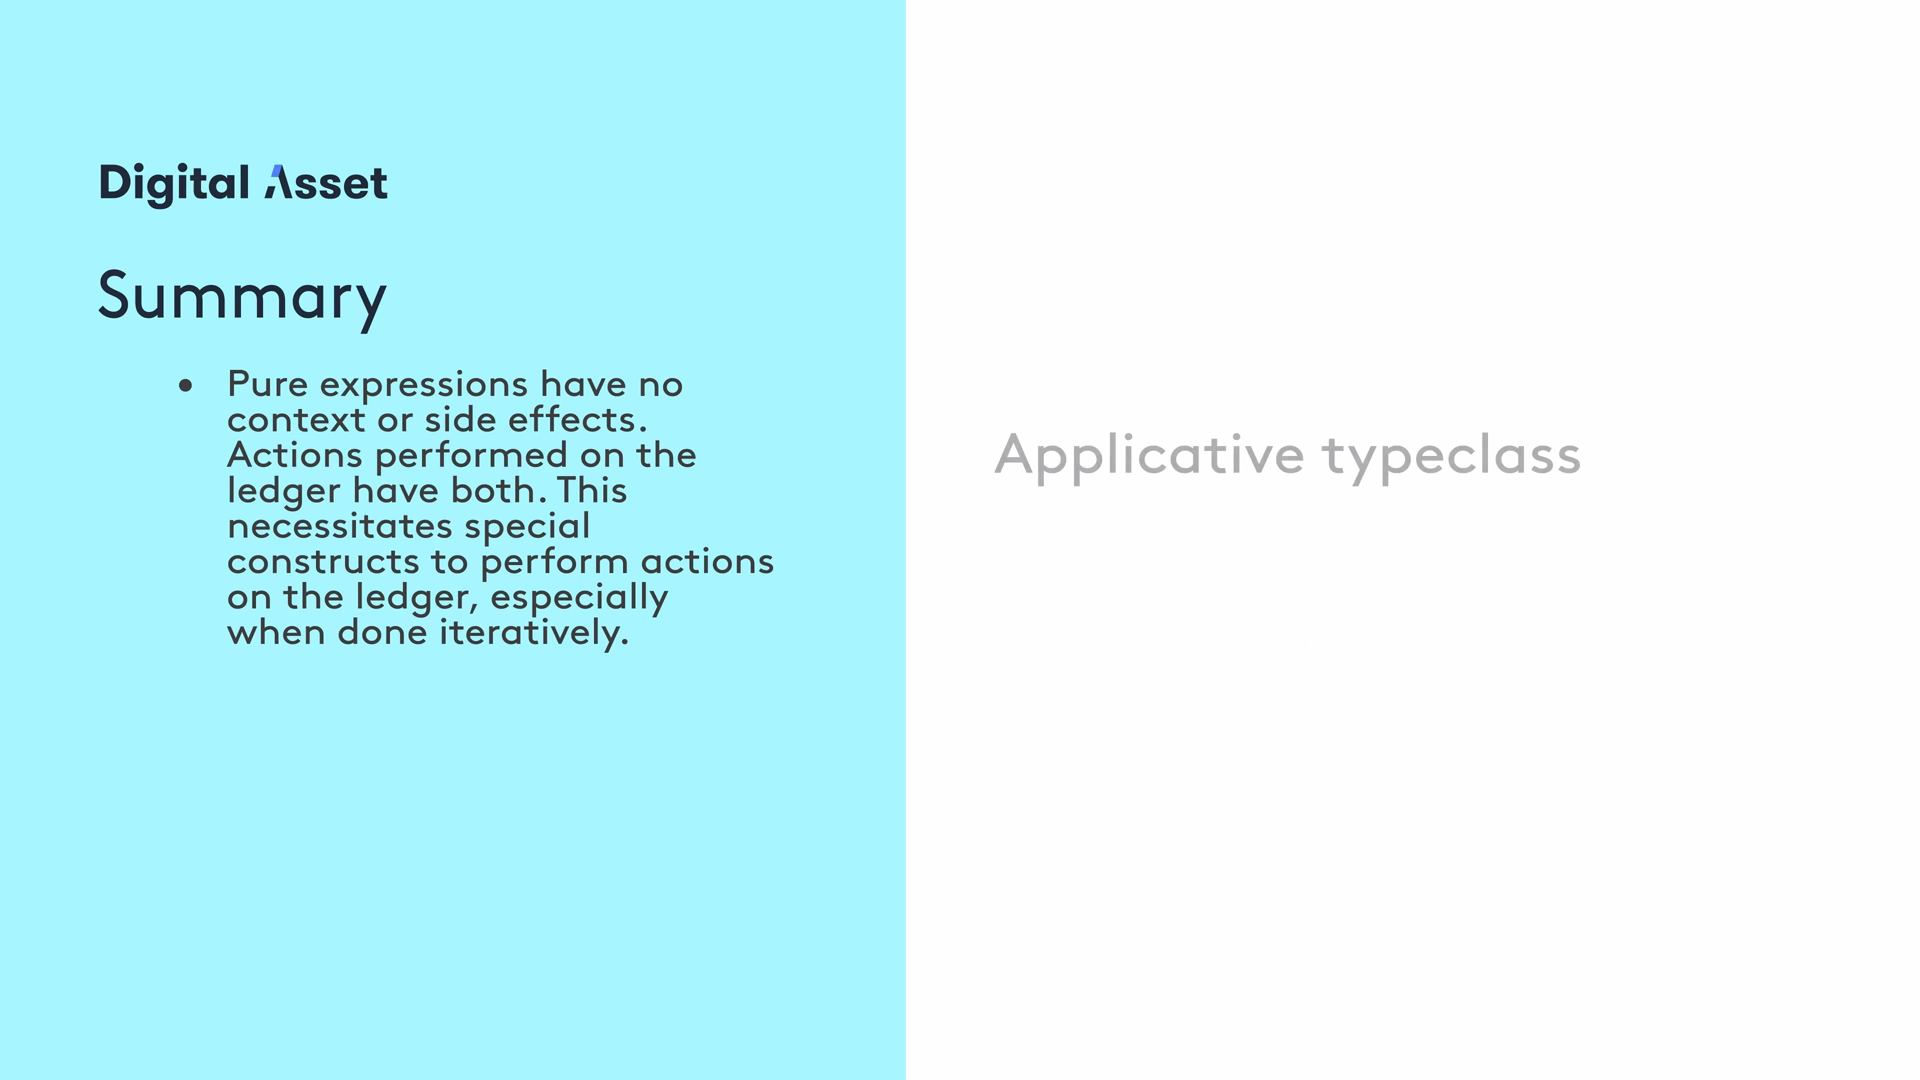 Digital Asset
Summary
• Pure expressions have no
context or side effects.
Actions performed on the
ledger have both. This
necessitates special
constructs to perform actions
on the ledger, especially
when done iteratively.
Applicative typeclass